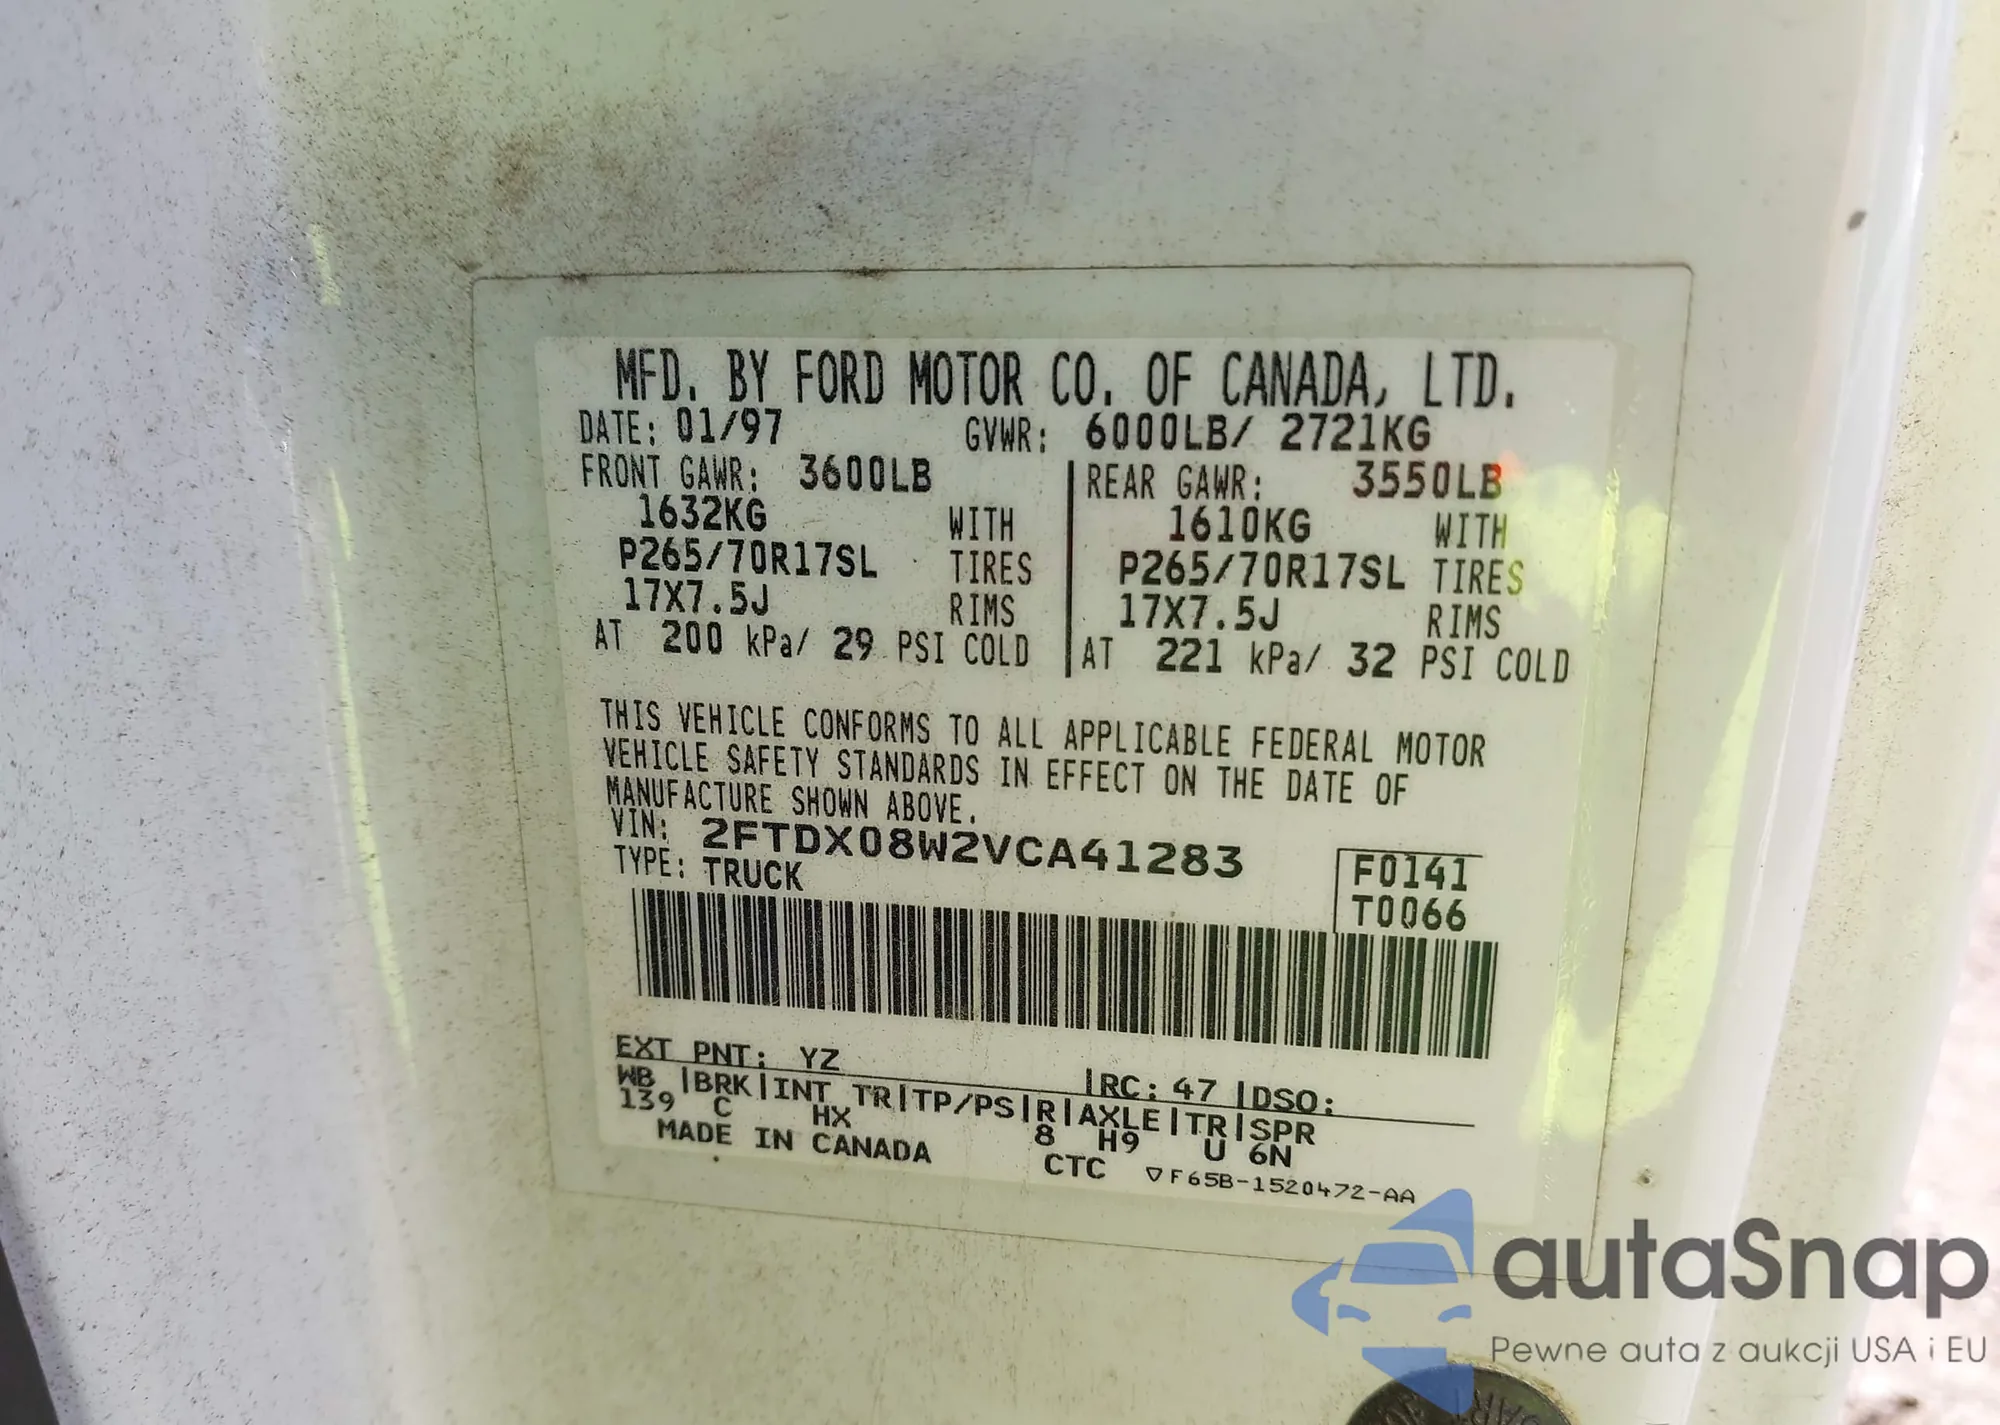 MFD. BY FORD MOTOR CO. OF CANADA, LTD.
DATE: 01/97 GVWR: 6000LB/ 2721KG
FRONT GAWR: 3600LB REAR GAWR: 3550LB
1632KG WITH 1610KG WITH
P265/70R17SL TIRES P265/70R17SL TIRES
17X7.5J RIMS 17X7.5J RIMS
AT 200 kPa/ 29 PSI COLD AT 221 kPa/ 32 PSI COLD
THIS VEHICLE CONFORMS TO ALL APPLICABLE FEDERAL MOTOR
VEHICLE SAFETY STANDARDS IN EFFECT ON THE DATE OF
MANUFACTURE SHOWN ABOVE.
VIN: 2FTDX08W2VCA41283
TYPE: TRUCK
F0141
T0066
EXT PNT: YZ RC: 47 DSO:
WB |BRK|INT TR|TP/PS|R|AXLE|TR|SPR
139 C HX 8 H9 U 6N
MADE IN CANADA CTC ▽F65B-1520472-AA
autaSnap
Pewne auta z aukcji USA i EU